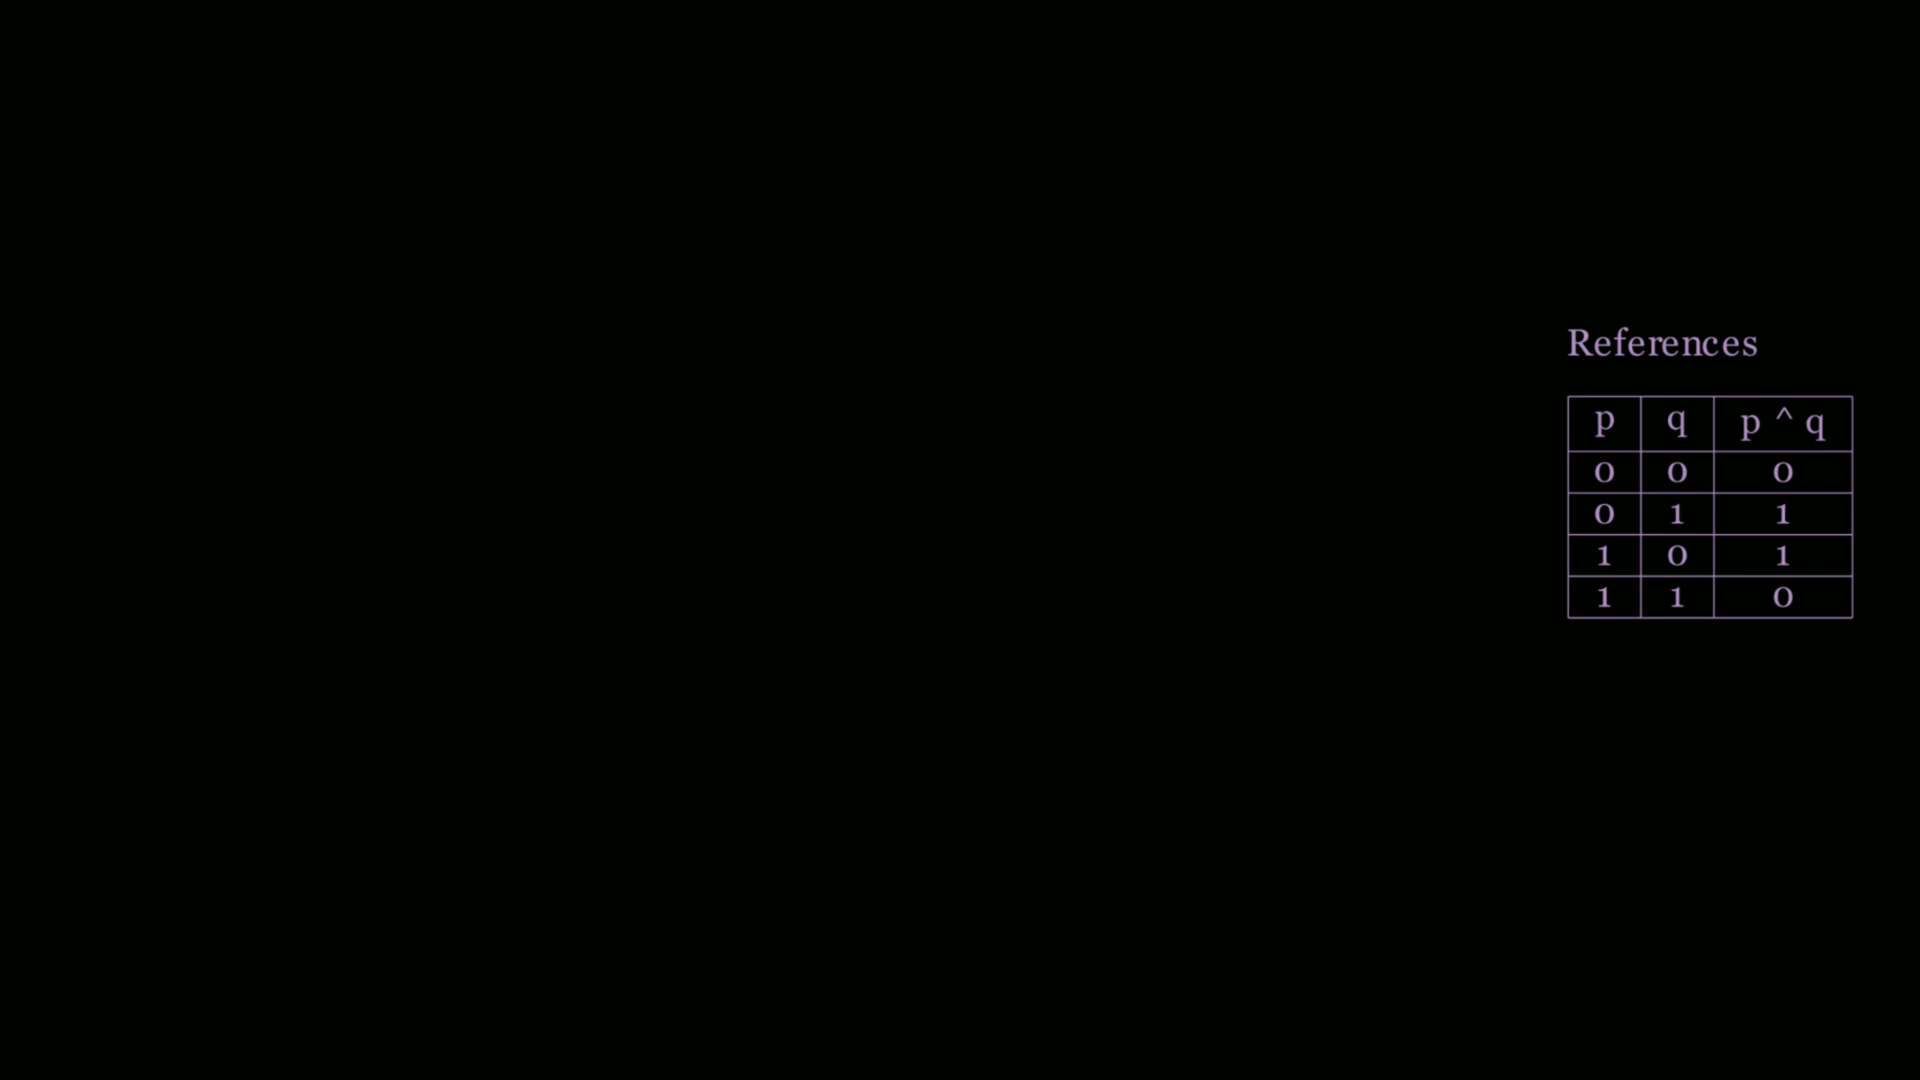 References
p q p ^ q
0 0 0
0 1 1
1 0 1
1 1 0